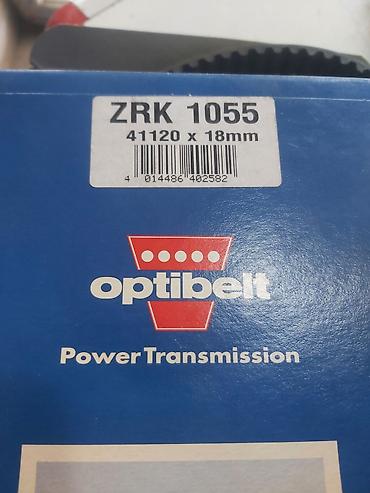 ZRK 1055
41120 x 18mm
4 014486 402582
optibelt
Power Transmission